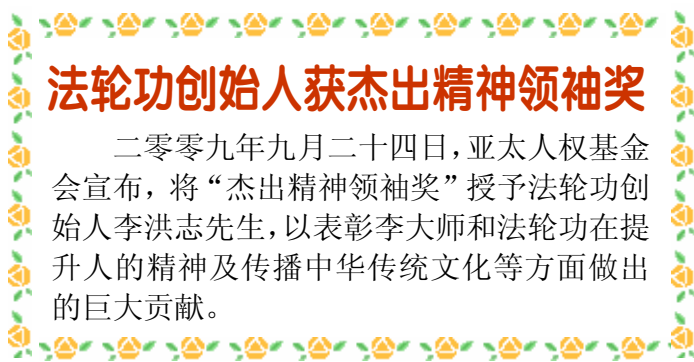 法轮功创始人获杰出精神领袖奖
二零零九年九月二十四日，亚太人权基金
会宣布，将“杰出精神领袖奖”授予法轮功创
始人李洪志先生，以表彰李大师和法轮功在提
升人的精神及传播中华传统文化等方面做出
的巨大贡献。